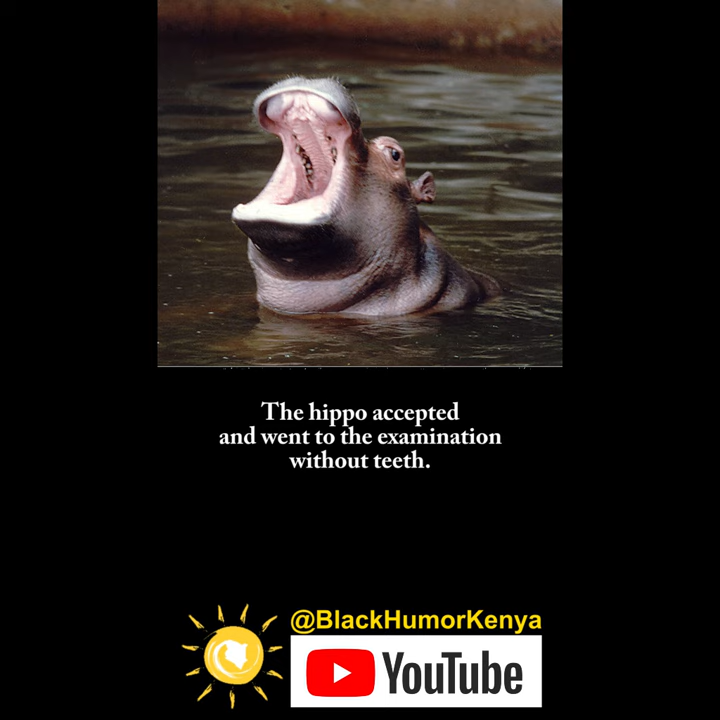 The hippo accepted
and went to the examination
without teeth.
@BlackHumorKenya
YouTube